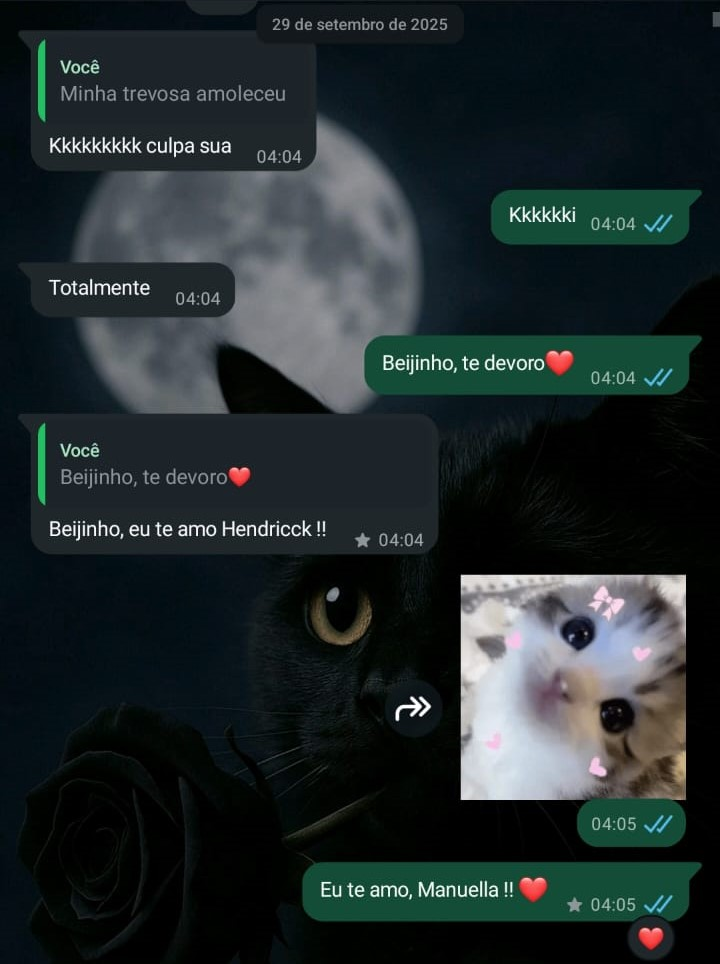 29 de setembro de 2025
Você
Minha trevosa amoleceu
Kkkkkkkkk culpa sua
04:04
Kkkkkki
04:04
Totalmente
04:04
Beijinho, te devoro❤️
04:04
Você
Beijinho, te devoro❤️
Beijinho, eu te amo Hendricck !!
04:04
04:05
Eu te amo, Manuella !! ❤️
04:05